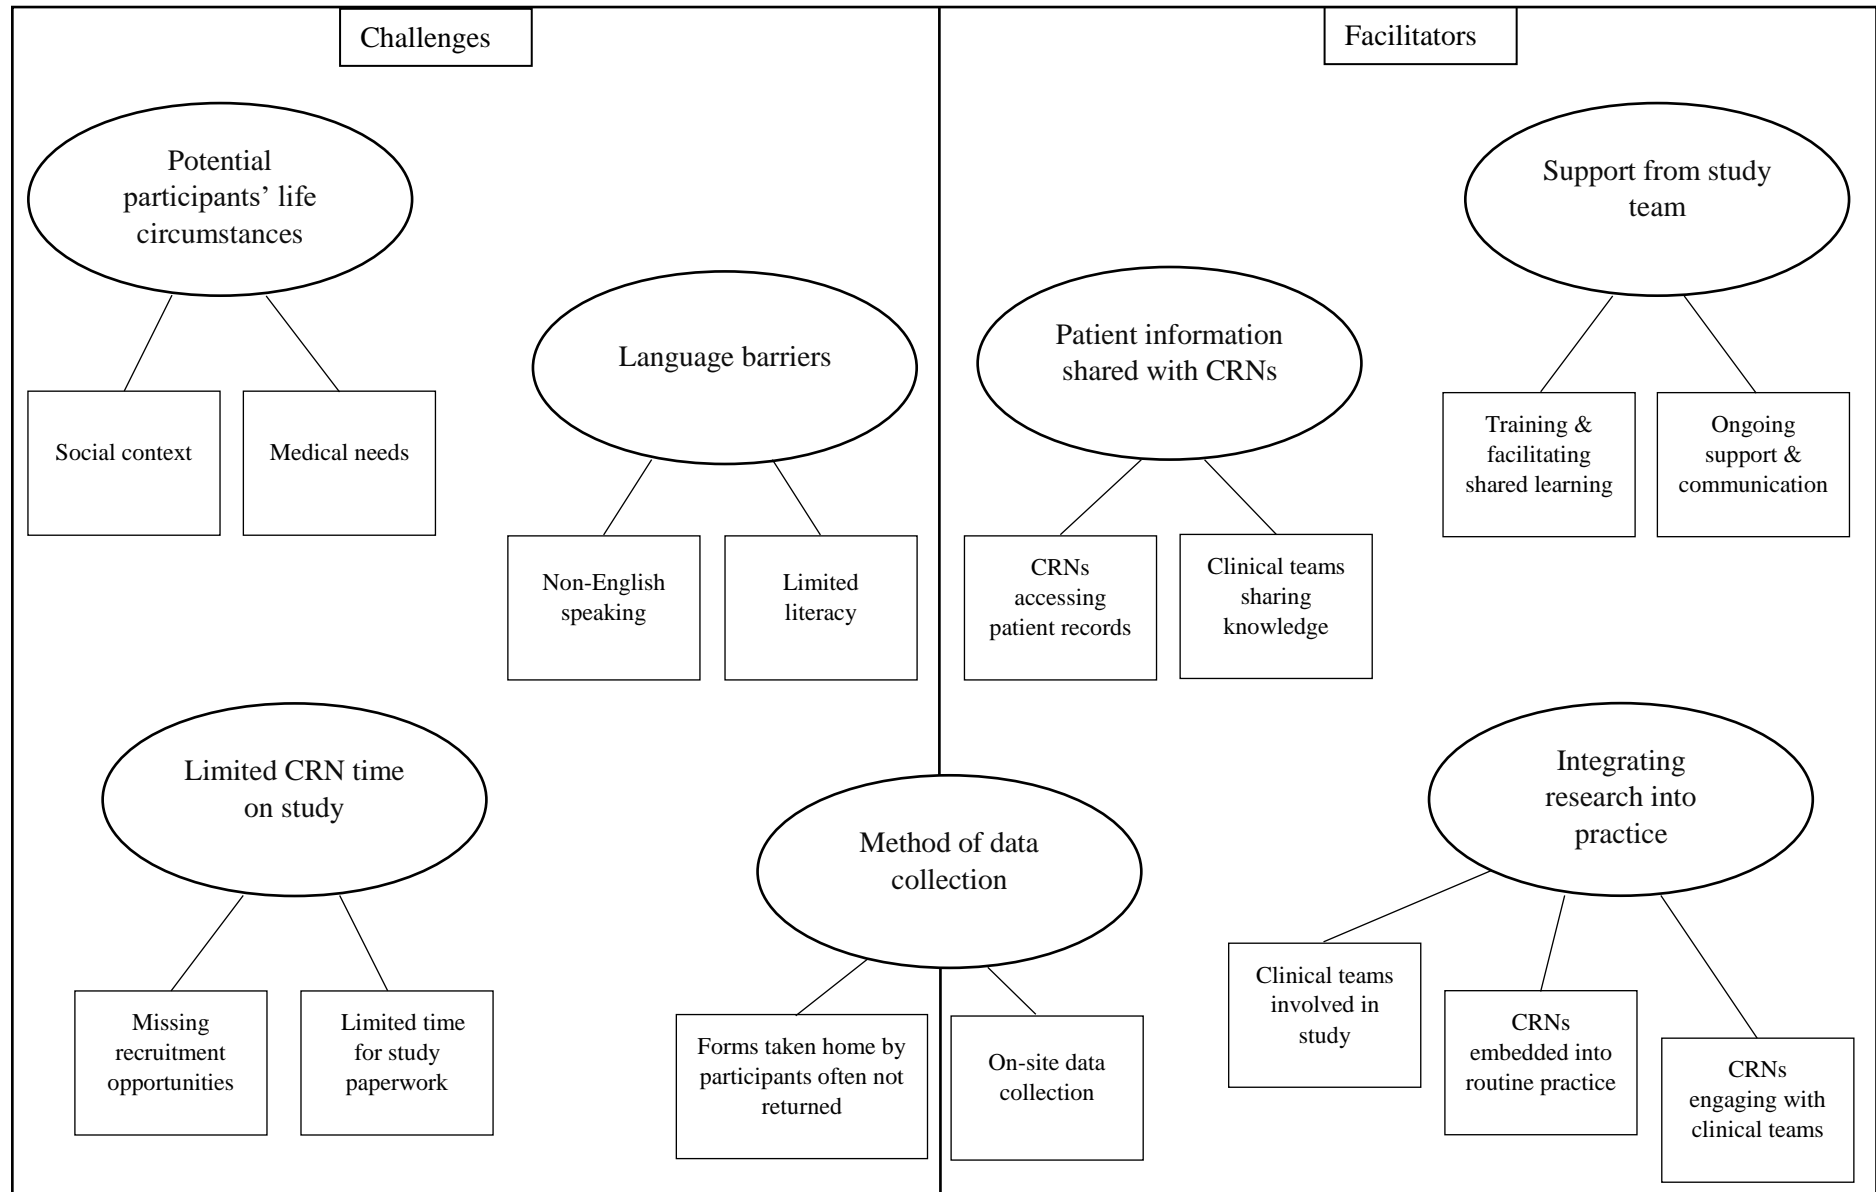 Challenges
Facilitators
Potential
participants’ life
circumstances
Social context
Medical needs
Language barriers
Non-English
speaking
Limited
literacy
Patient information
shared with CRNs
CRNs
accessing
patient records
Clinical teams
sharing
knowledge
Support from study
team
Training &
facilitating
shared learning
Ongoing
support &
communication
Limited CRN time
on study
Missing
recruitment
opportunities
Limited time
for study
paperwork
Method of data
collection
Forms taken home by
participants often not
returned
On-site data
collection
Integrating
research into
practice
Clinical teams
involved in
study
CRNs
embedded into
routine practice
CRNs
engaging with
clinical teams